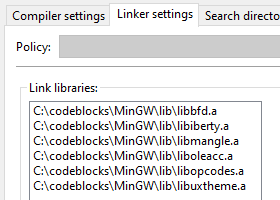 Compiler settings Linker settings Search directo
Policy:
Link libraries:
C:\codeblocks\MinGW\lib\libbfd.a
C:\codeblocks\MinGW\lib\libiberty.a
C:\codeblocks\MinGW\lib\libmangle.a
C:\codeblocks\MinGW\lib\liboleacc.a
C:\codeblocks\MinGW\lib\libopcodes.a
C:\codeblocks\MinGW\lib\libuxtheme.a